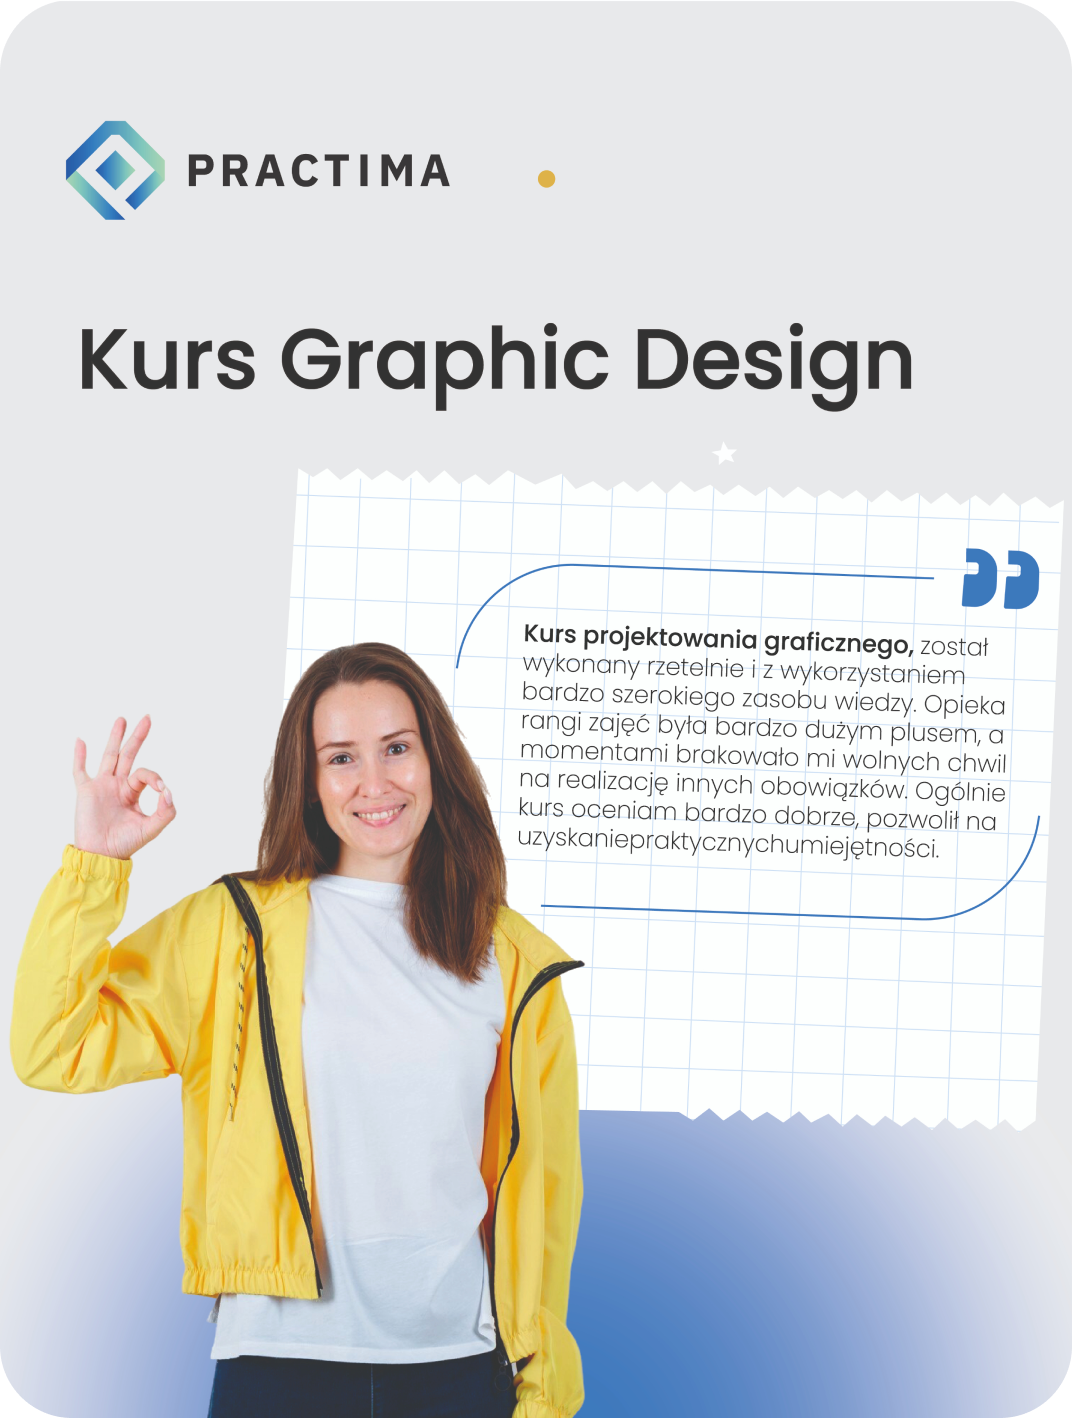 PRACTIMA
Kurs Graphic Design
Kurs projektowania graficznego, został
wykonany rzetelnie i z wykorzystaniem
bardzo szerokiego zasobu wiedzy. Opieka
rangi zajęć była bardzo dużym plusem, a
momentami brakowało mi wolnych chwil
na realizację innych obowiązków. Ogólnie
kurs oceniam bardzo dobrze, pozwolił na
uzyskaniepraktycznychumiejętności.